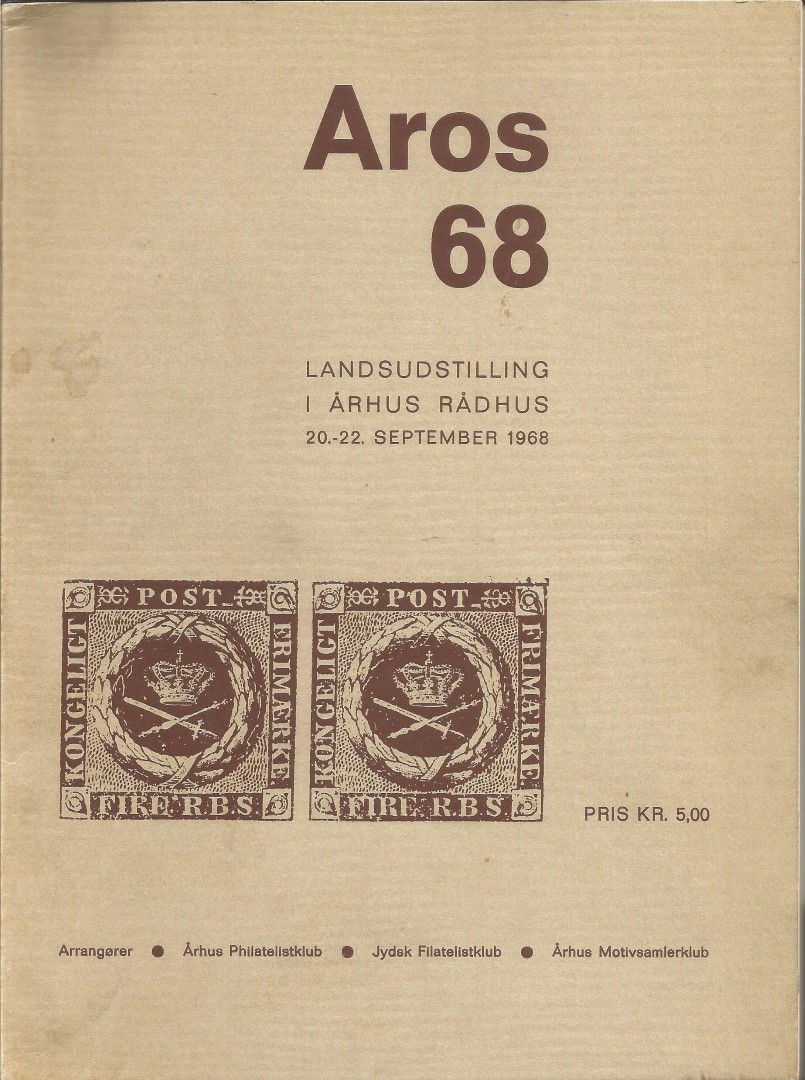 Aros
68
LANDSUDSTILLING
I ÅRHUS RÅDHUS
20.-22. SEPTEMBER 1968
POST
KONGELIGT
FRIMÆRKE
FIRE R.B.S.
POST
KONGELIGT
FRIMÆRKE
FIRE R.B.S.
PRIS KR. 5,00
Arrangører ● Århus Philatelistklub ● Jydsk Filatelistklub ● Århus Motivsamlerklub